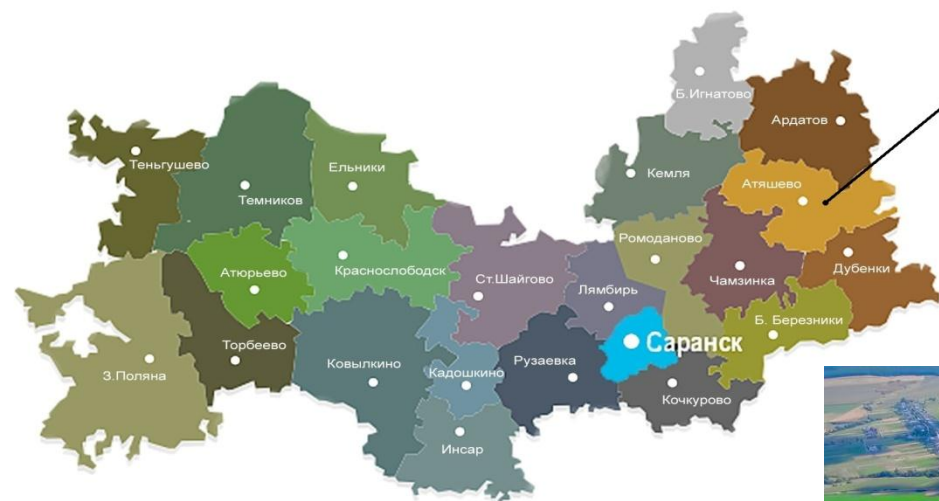 Б.Игнатово
Ардатов
Теньгушево
Ельники
Кемля
Атяшево
Темников
Ромоданово
Атюрьево
Краснослободск
Ст.Шайгово
Лямбирь
Чамзинка
Дубенки
Б. Березники
Саранск
Торбеево
З.Поляна
Ковылкино
Кадошкино
Рузаевка
Кочкурово
Инсар